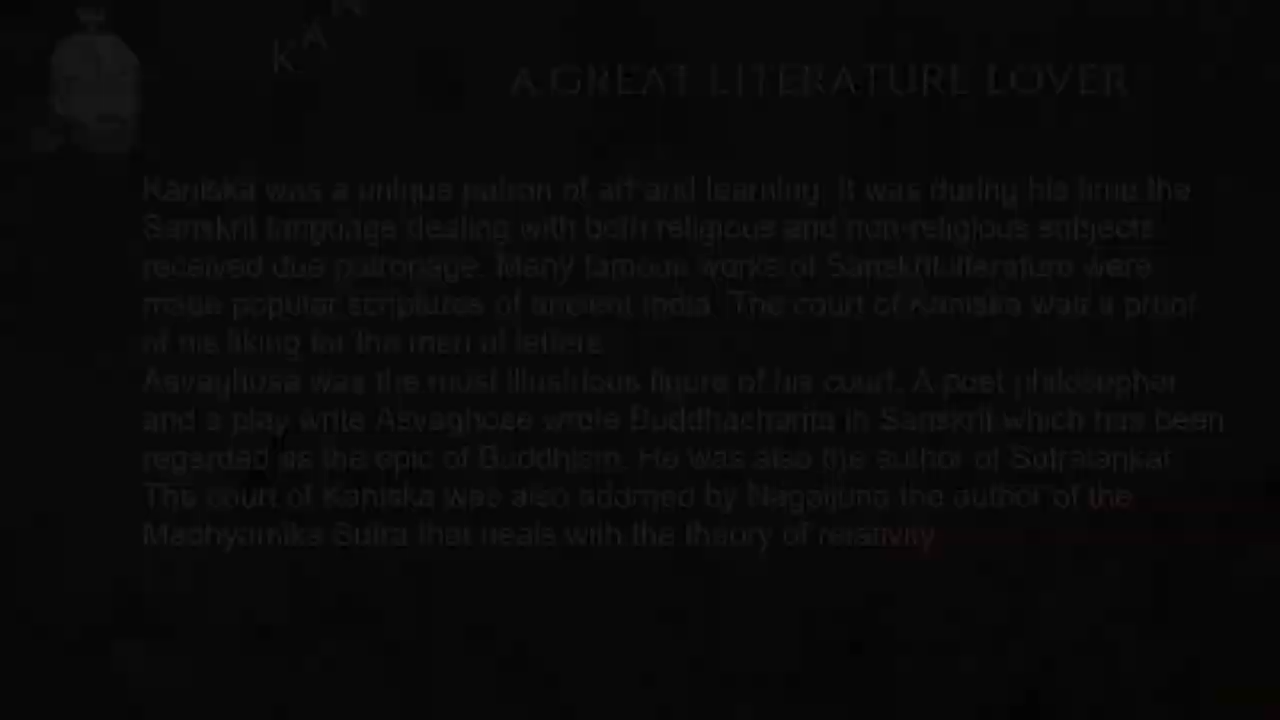 KAN
A GREAT LITERATURE LOVER
Kaniska was a unique patron of art and learning. It was during his time the
Sanskrit language dealing with both religious and non-religious subjects
received due patronage. Many famous works of Sanskrit literature were
made popular scriptures of ancient India. The court of Kaniska was a proof
of his liking for the men of letters.
Asvaghosa was the most illustrious figure of his court. A poet philosopher
and a play write Asvaghose wrote Buddhacharita in Sanskrit which has been
regarded as the epic of Buddhism. He was also the author of Sutralankar.
The court of Kaniska was also adorned by Nagarjuna the author of the
Madhyamika Sutra that deals with the theory of relativity